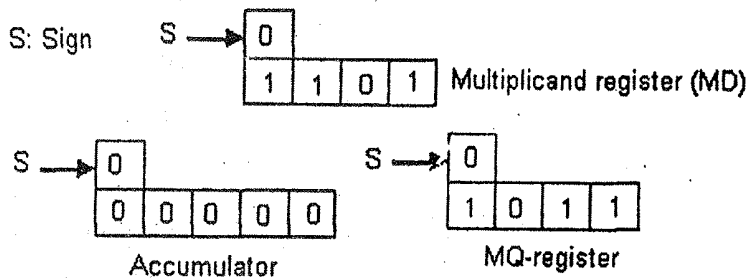 S: Sign
S
0
1 1 0 1
Multiplicand register (MD)
S
0
0 0 0 0 0
Accumulator
S
0
1 0 1 1
MQ-register